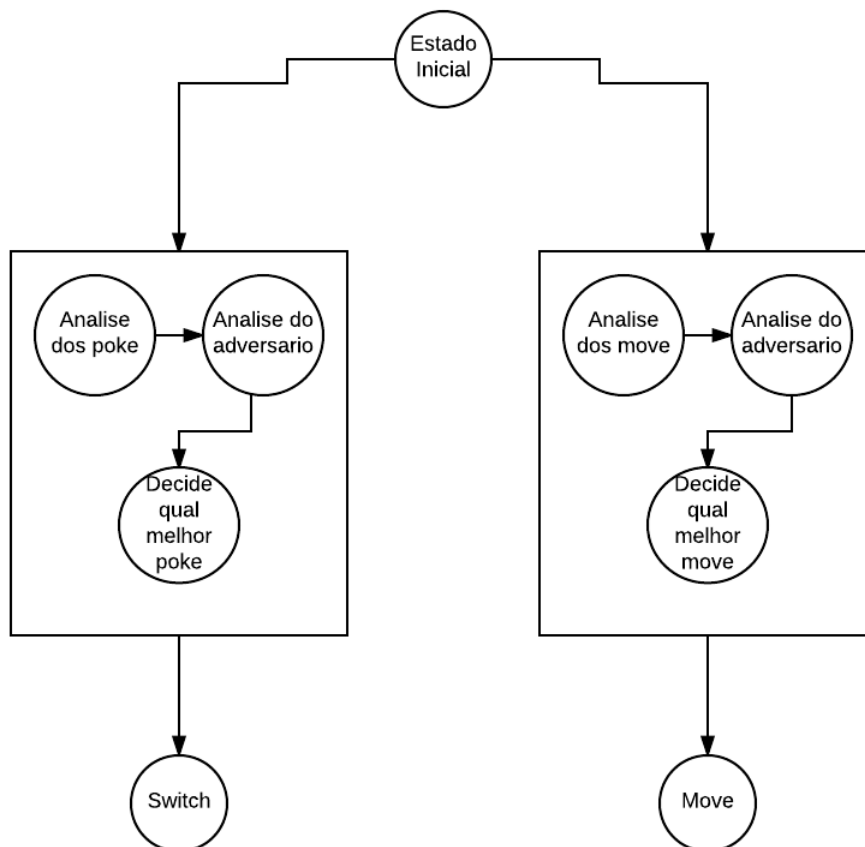 Estado
Inicial
Analise
dos poke
Analise do
adversario
Decide
qual
melhor
poke
Analise
dos move
Analise do
adversario
Decide
qual
melhor
move
Switch
Move